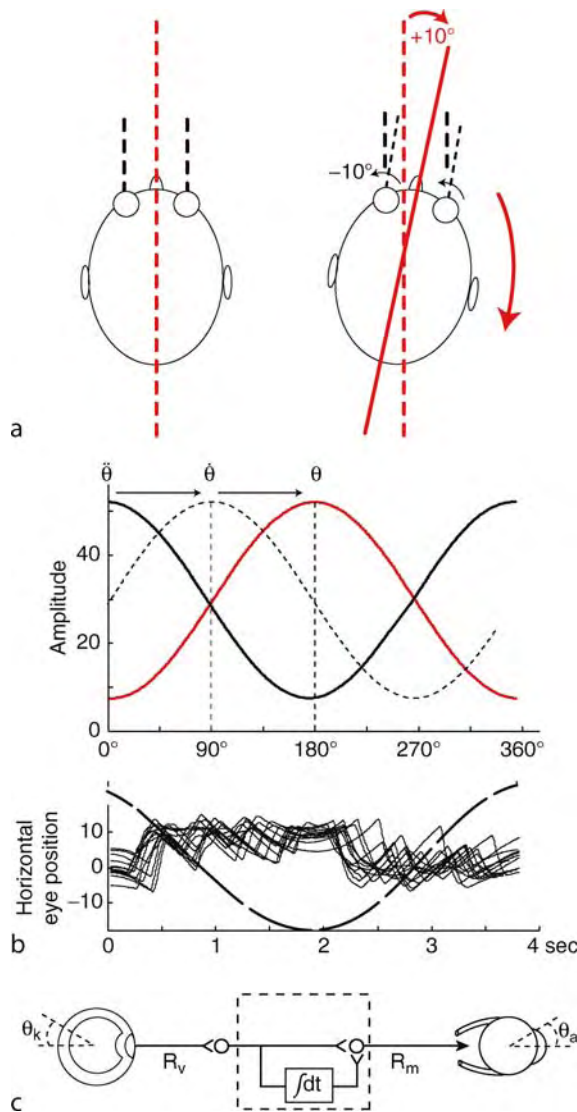 +10°
−10°
a
θ̈ θ̇ θ
Amplitude
40
20
0
0° 90° 180° 270° 360°
Horizontal
eye position
10
0
−10
0 1 2 3 4 sec
b
θk Rv ∫dt Rm θa
c